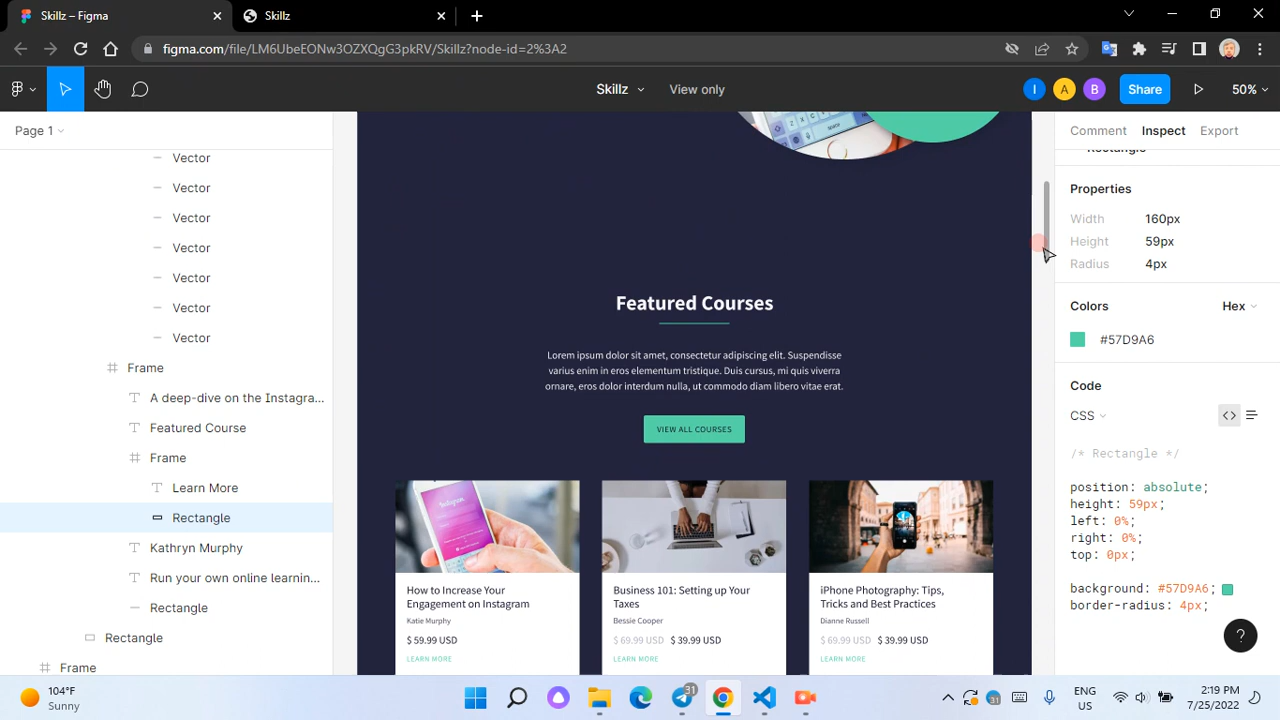 Skillz – Figma
Skillz
figma.com/file/LM6UbeEONw3OZXQgG3pkRV/Skillz?node-id=2%3A2
Skillz
View only
I
A
B
Share
50%
Page 1
Comment
Inspect
Export
Vector
Vector
Vector
Vector
Vector
Vector
Vector
Frame
A deep-dive on the Instagra...
Featured Course
Frame
Learn More
Rectangle
Kathryn Murphy
Run your own online learnin...
Rectangle
Rectangle
Frame
space
Featured Courses
Lorem ipsum dolor sit amet, consectetur adipiscing elit. Suspendisse
varius enim in eros elementum tristique. Duis cursus, mi quis viverra
ornare, eros dolor interdum nulla, ut commodo diam libero vitae erat.
VIEW ALL COURSES
Instagram
How to Increase Your
Engagement on Instagram
Katie Murphy
$ 59.99 USD
LEARN MORE
Business 101: Setting up Your
Taxes
Bessie Cooper
$ 69.99 USD $ 39.99 USD
LEARN MORE
iPhone Photography: Tips,
Tricks and Best Practices
Dianne Russell
$ 69.99 USD $ 39.99 USD
LEARN MORE
Rectangle
Properties
Width 160px
Height 59px
Radius 4px
Colors
Hex
#57D9A6
Code
CSS
/* Rectangle */
position: absolute;
height: 59px;
left: 0%;
right: 0%;
top: 0px;
background: #57D9A6;
border-radius: 4px;
?
104°F
Sunny
31
31
ENG
US
2:19 PM
7/25/2022